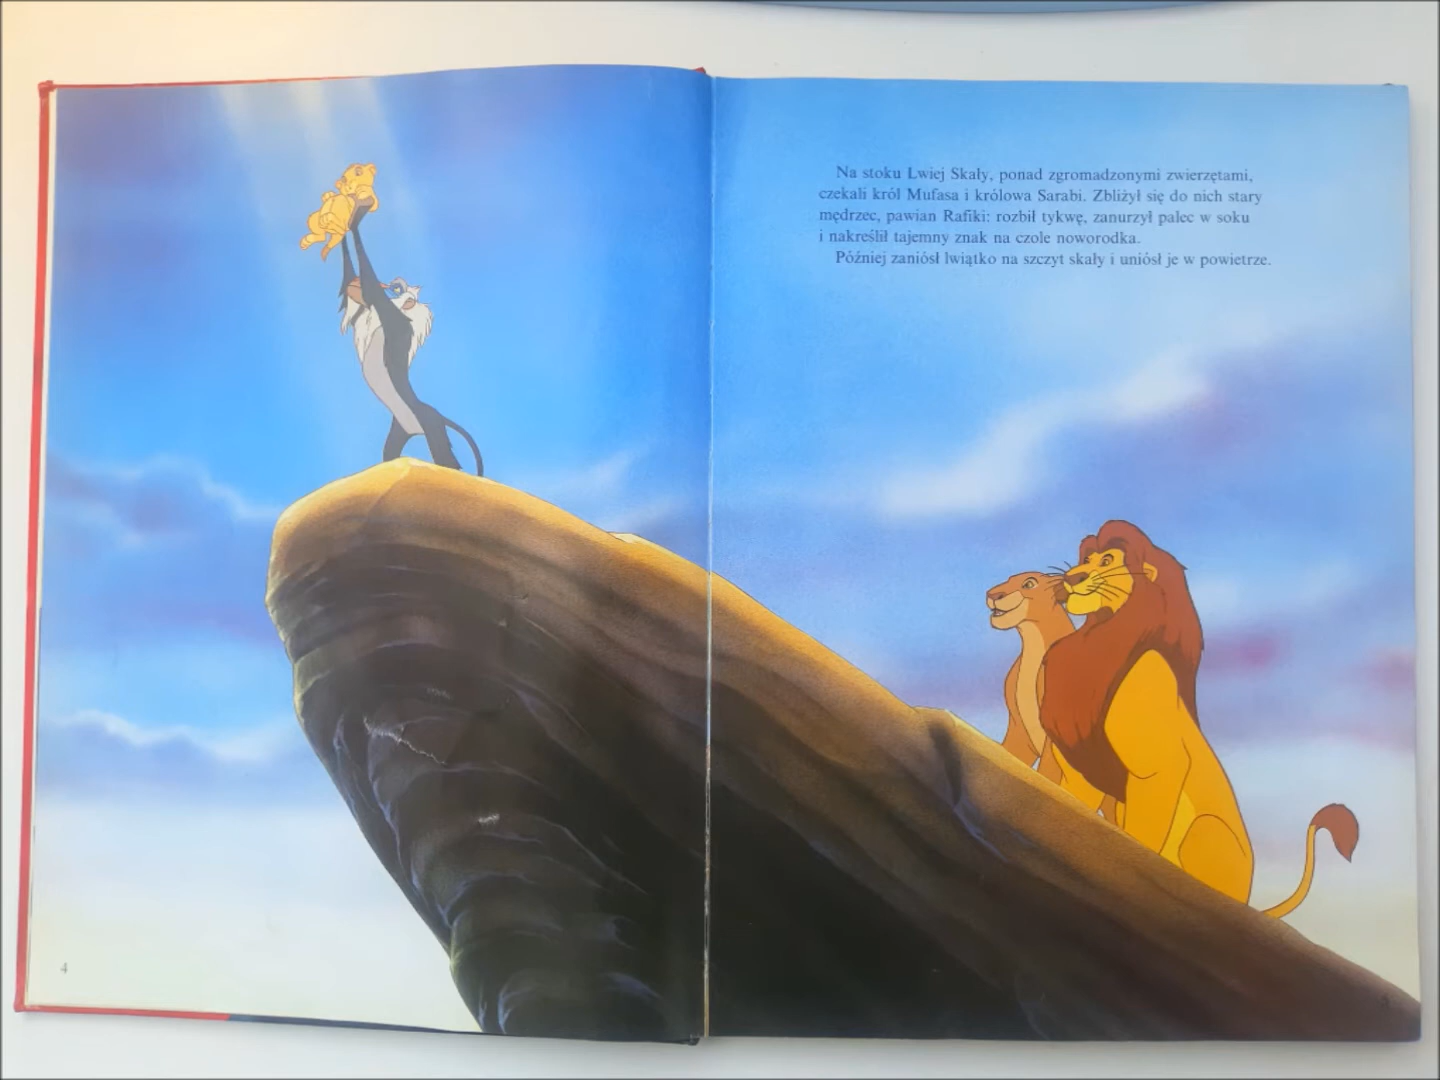 Na stoku Lwiej Skały, ponad zgromadzonymi zwierzętami,
czekali król Mufasa i królowa Sarabi. Zbliżył się do nich stary
mędrzec, pawian Rafiki: rozbił tykwę, zanurzył palec w soku
i nakreślił tajemny znak na czole noworodka.
Później zaniósł lwiątko na szczyt skały i uniósł je w powietrze.
4